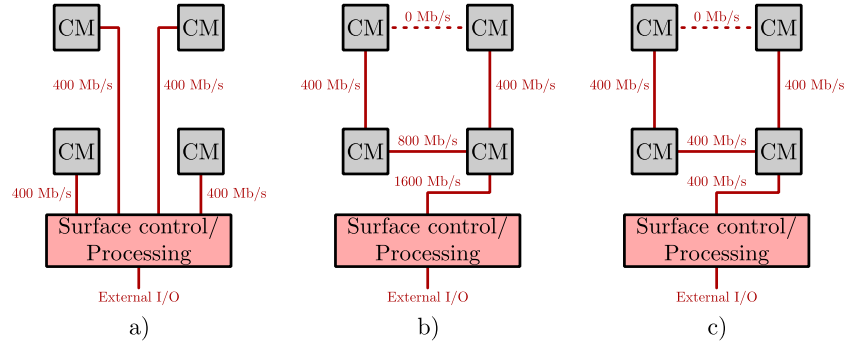 CM
CM
400 Mb/s
400 Mb/s
CM
CM
400 Mb/s
400 Mb/s
Surface control/
Processing
External I/O
a)
0 Mb/s
CM
CM
400 Mb/s
400 Mb/s
800 Mb/s
CM
CM
1600 Mb/s
Surface control/
Processing
External I/O
b)
0 Mb/s
CM
CM
400 Mb/s
400 Mb/s
400 Mb/s
CM
CM
400 Mb/s
Surface control/
Processing
External I/O
c)